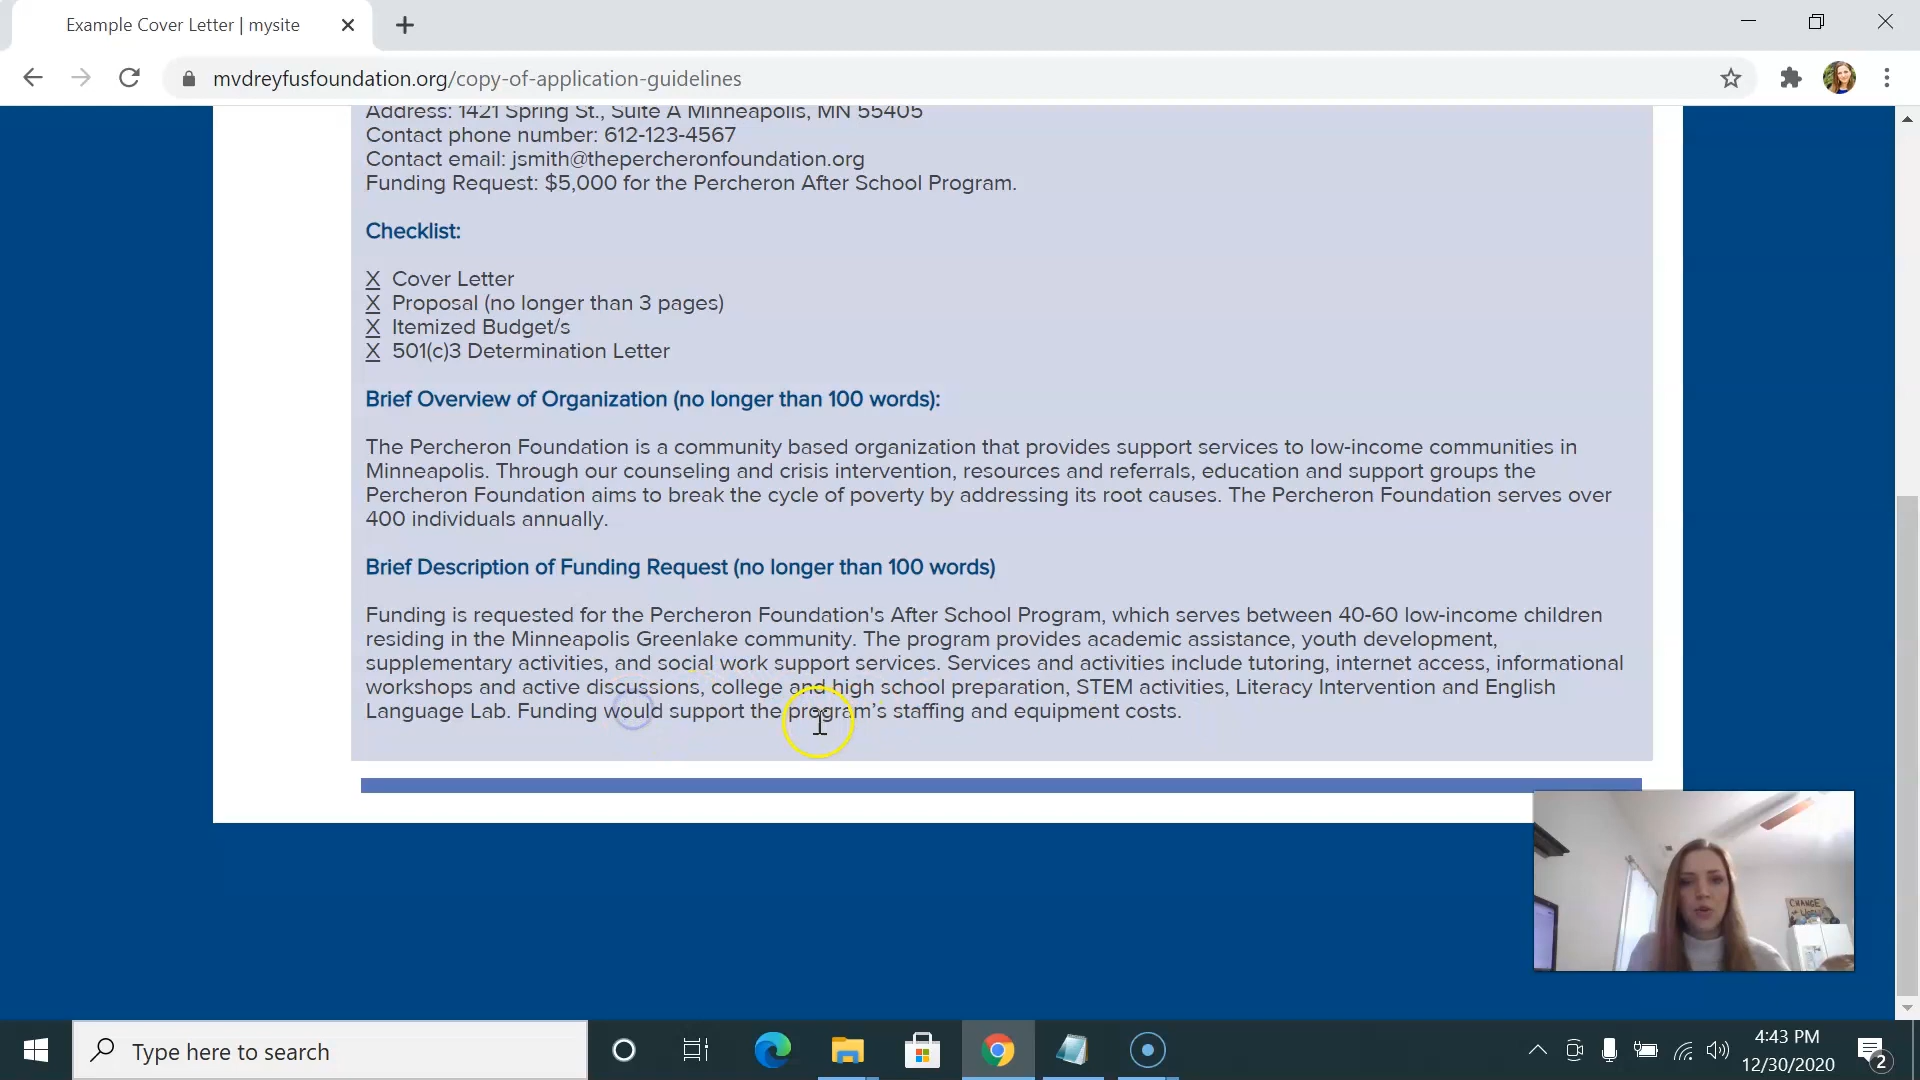 Example Cover Letter | mysite
mvdreyfusfoundation.org/copy-of-application-guidelines
Address: 1421 Spring St., Suite A Minneapolis, MN 55405
Contact phone number: 612-123-4567
Contact email: jsmith@thepercheronfoundation.org
Funding Request: $5,000 for the Percheron After School Program.
Checklist:
X Cover Letter
X Proposal (no longer than 3 pages)
X Itemized Budget/s
X 501(c)3 Determination Letter
Brief Overview of Organization (no longer than 100 words):
The Percheron Foundation is a community based organization that provides support services to low-income communities in
Minneapolis. Through our counseling and crisis intervention, resources and referrals, education and support groups the
Percheron Foundation aims to break the cycle of poverty by addressing its root causes. The Percheron Foundation serves over
400 individuals annually.
Brief Description of Funding Request (no longer than 100 words)
Funding is requested for the Percheron Foundation's After School Program, which serves between 40-60 low-income children
residing in the Minneapolis Greenlake community. The program provides academic assistance, youth development,
supplementary activities, and social work support services. Services and activities include tutoring, internet access, informational
workshops and active discussions, college and high school preparation, STEM activities, Literacy Intervention and English
Language Lab. Funding would support the program’s staffing and equipment costs.
CHANGE
Type here to search
4:43 PM
12/30/2020
2